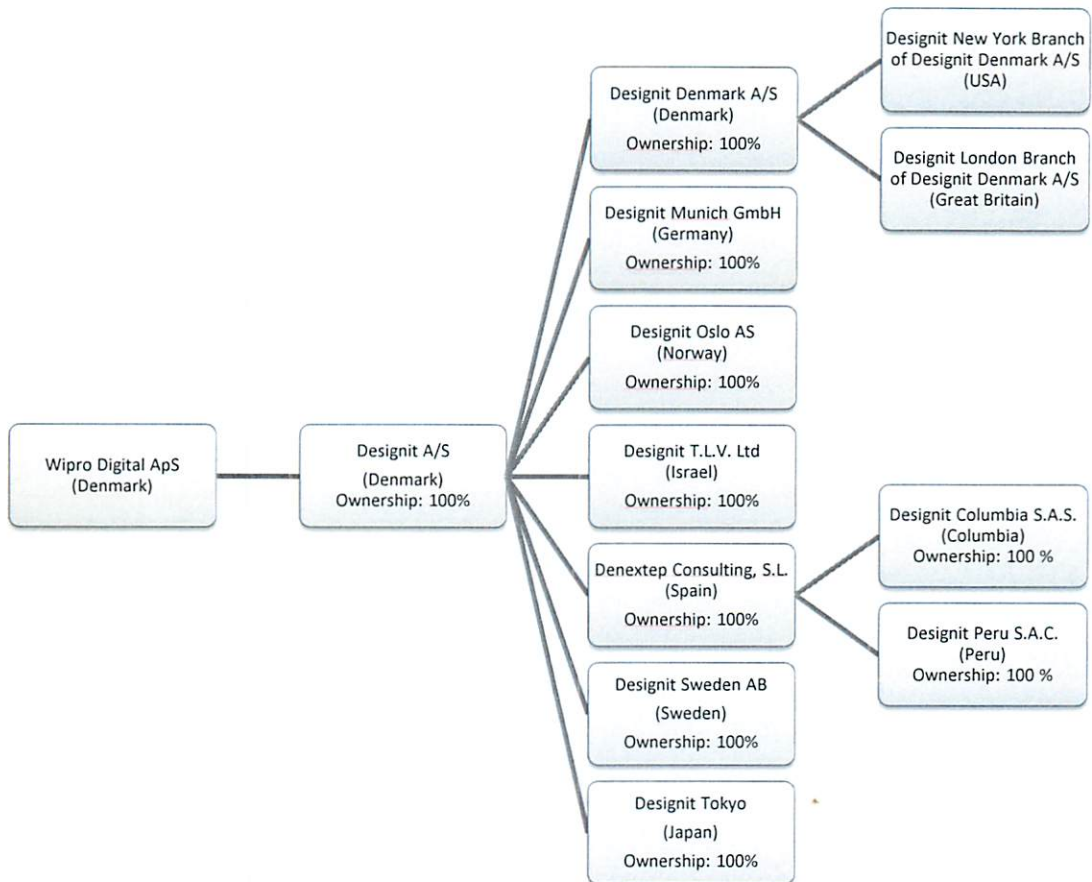 Wipro Digital ApS
(Denmark)
Designit A/S
(Denmark)
Ownership: 100%
Designit Denmark A/S
(Denmark)
Ownership: 100%
Designit New York Branch
of Designit Denmark A/S
(USA)
Designit London Branch
of Designit Denmark A/S
(Great Britain)
Designit Munich GmbH
(Germany)
Ownership: 100%
Designit Oslo AS
(Norway)
Ownership: 100%
Designit T.L.V. Ltd
(Israel)
Ownership: 100%
Denextep Consulting, S.L.
(Spain)
Ownership: 100%
Designit Columbia S.A.S.
(Columbia)
Ownership: 100 %
Designit Peru S.A.C.
(Peru)
Ownership: 100 %
Designit Sweden AB
(Sweden)
Ownership: 100%
Designit Tokyo
(Japan)
Ownership: 100%